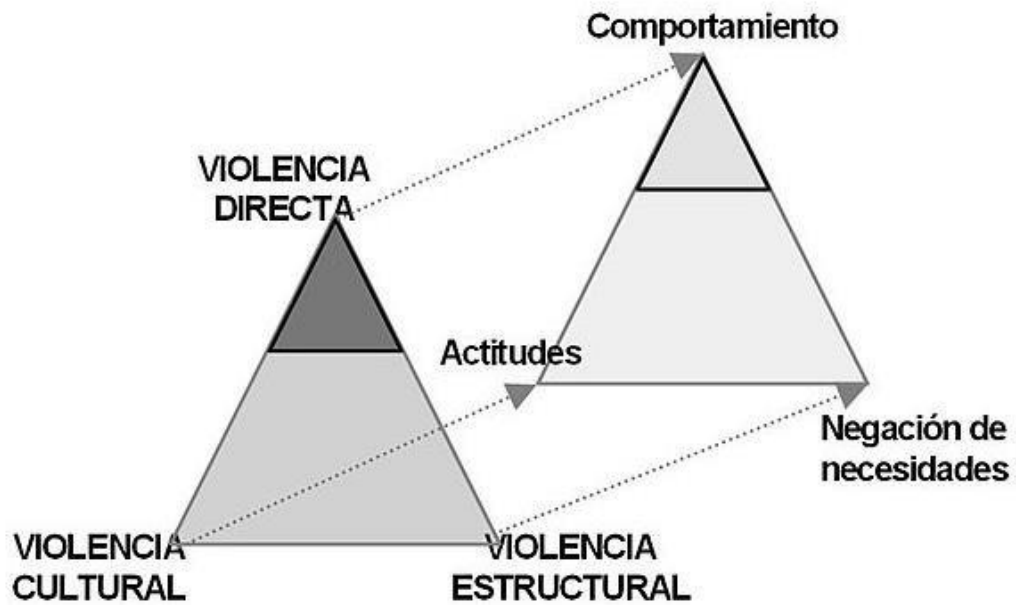 Comportamiento
VIOLENCIA
DIRECTA
Actitudes
Negación de
necesidades
VIOLENCIA
CULTURAL
VIOLENCIA
ESTRUCTURAL